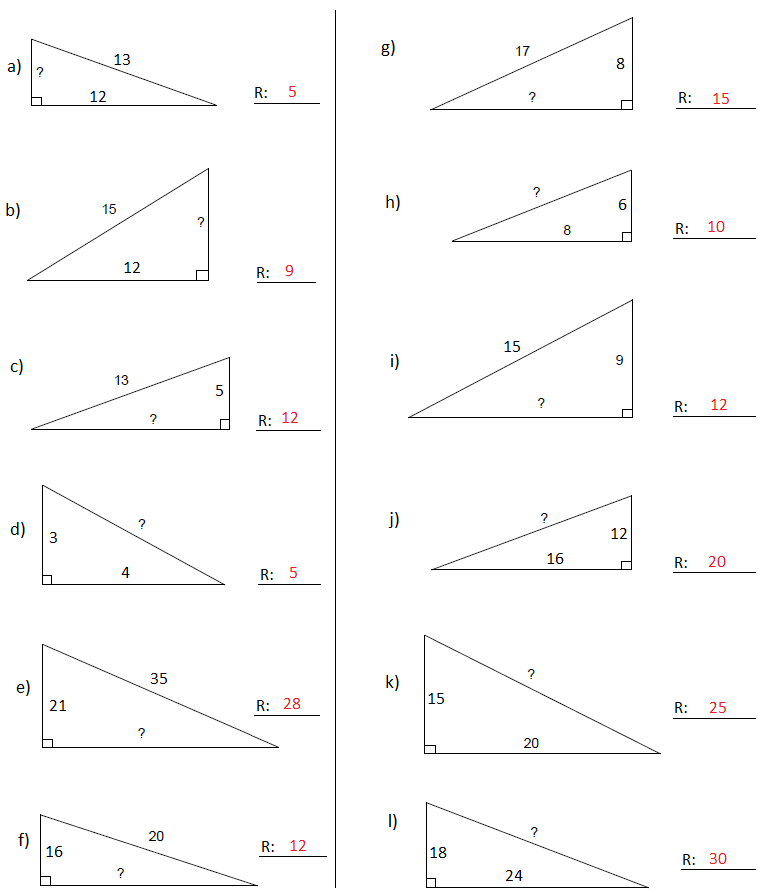 a)
13
?
12
R: 5
b)
15
?
12
R: 9
c)
13
5
?
R: 12
d)
3
?
4
R: 5
e)
35
21
?
R: 28
f)
20
16
?
R: 12
g)
17
8
?
R: 15
h)
?
6
8
R: 10
i)
15
9
?
R: 12
j)
?
12
16
R: 20
k)
?
15
20
R: 25
l)
?
18
24
R: 30